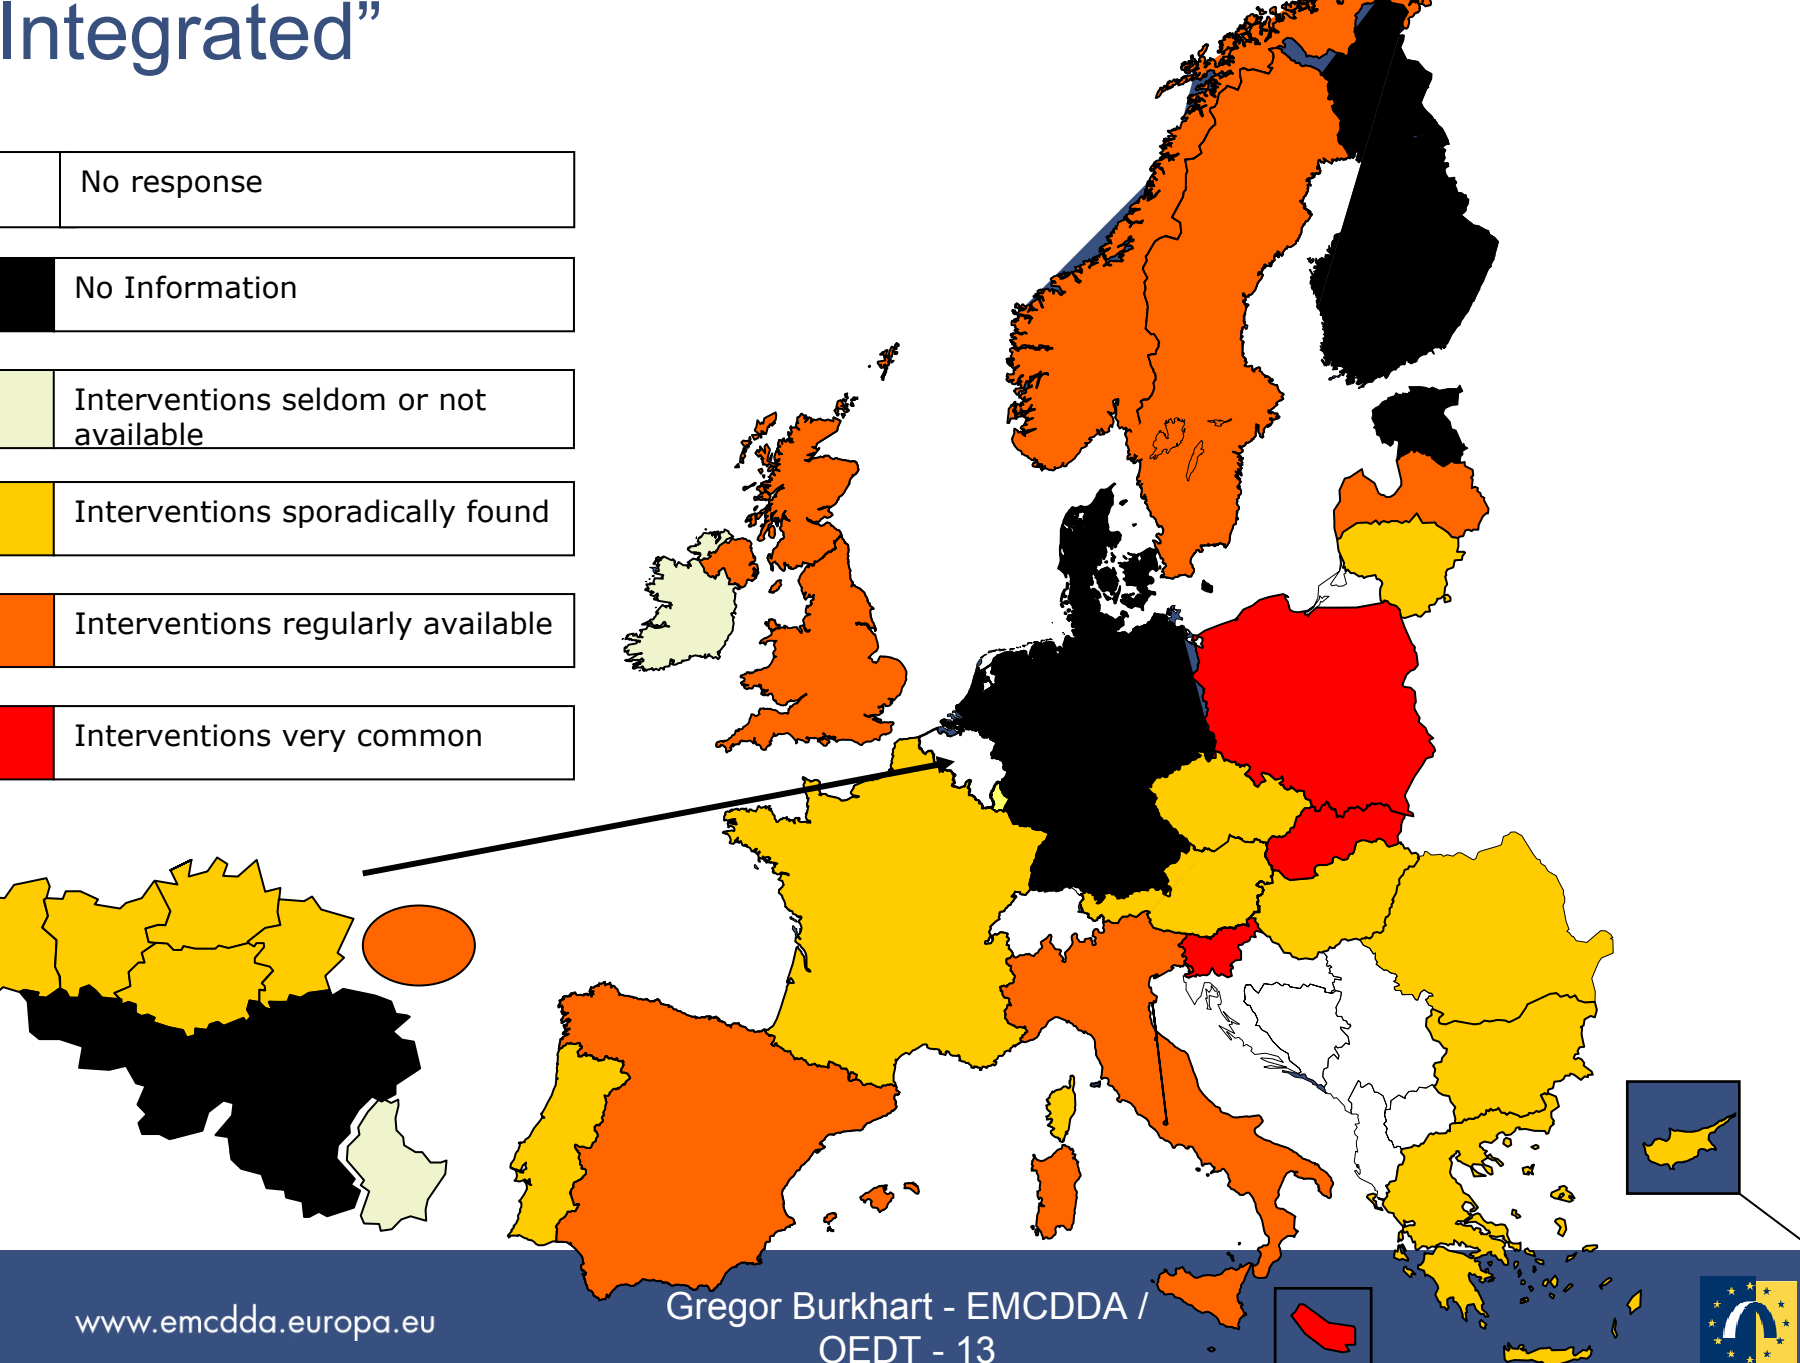 Integrated”
No response
No Information
Interventions seldom or not
available
Interventions sporadically found
Interventions regularly available
Interventions very common
www.emcdda.europa.eu
Gregor Burkhart - EMCDDA /
OEDT - 13